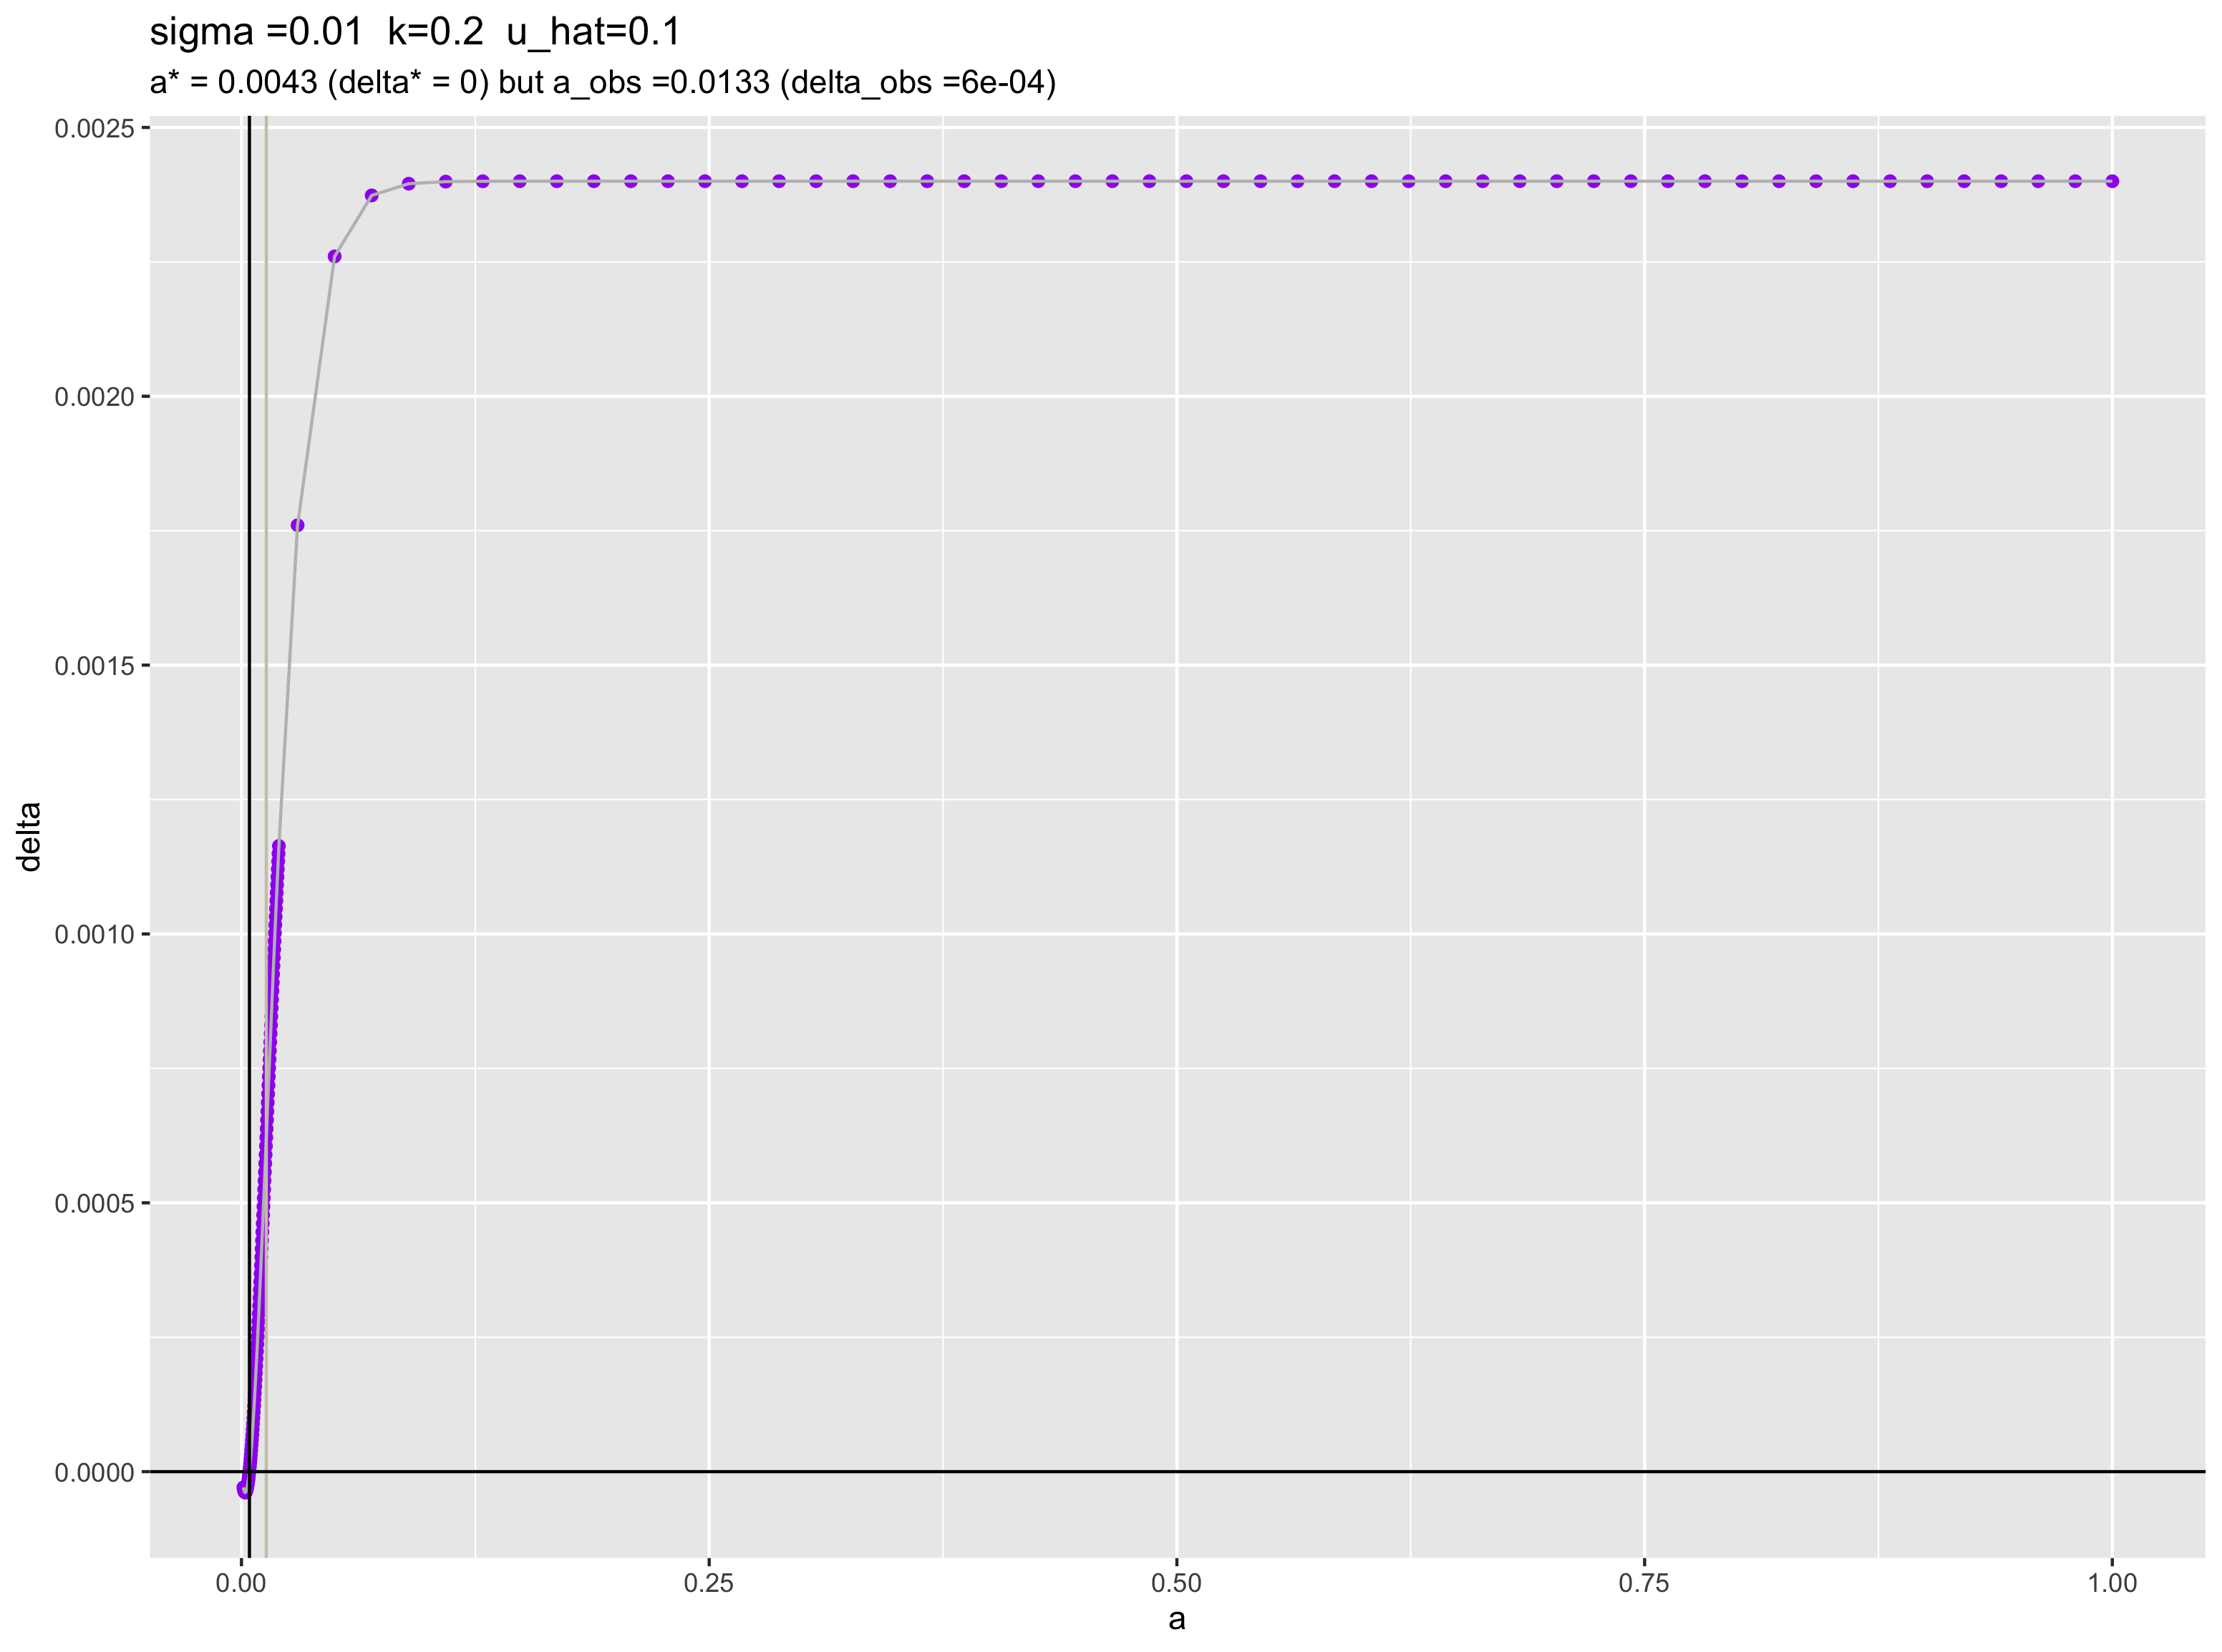 sigma =0.01  k=0.2  u_hat=0.1
a* = 0.0043 (delta* = 0) but a_obs =0.0133 (delta_obs =6e-04)
0.0025
0.0020
0.0015
0.0010
0.0005
0.0000
delta
0.00 0.25 0.50 0.75 1.00
a